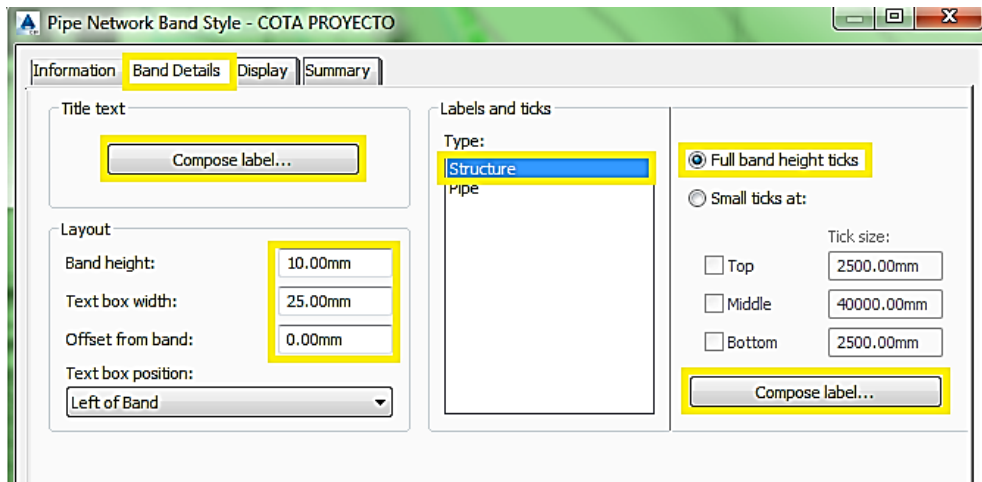 Pipe Network Band Style - COTA PROYECTO
Information Band Details Display Summary
Title text
Compose label...
Layout
Band height: 10.00mm
Text box width: 25.00mm
Offset from band: 0.00mm
Text box position:
Left of Band
Labels and ticks
Type:
Structure
Pipe
Full band height ticks
Small ticks at:
Tick size:
Top 2500.00mm
Middle 40000.00mm
Bottom 2500.00mm
Compose label...